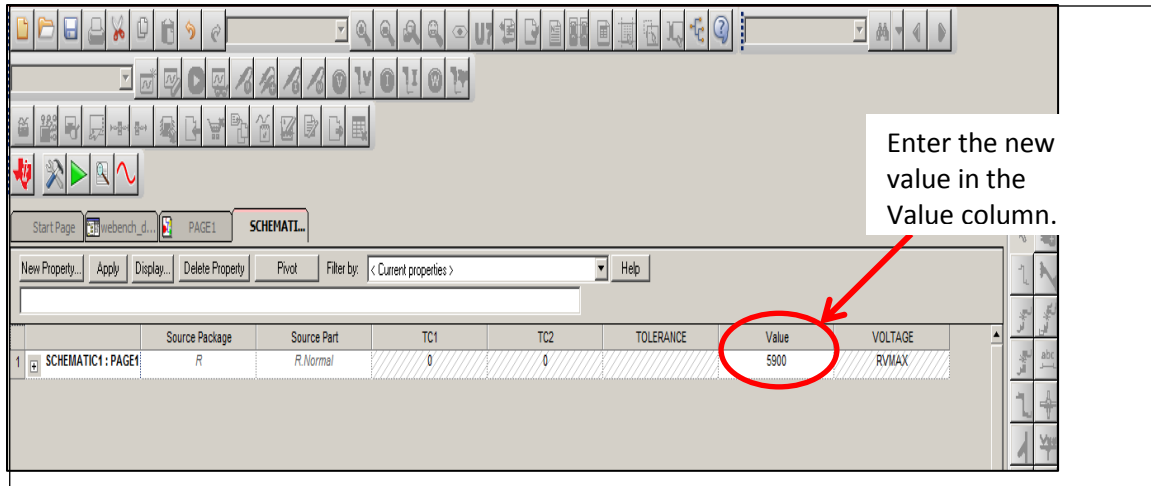 U?
V
V
I
I
W
Enter the new
value in the
Value column.
Start Page webench_d... PAGE1 SCHEMATI...
New Property... Apply Display... Delete Property Pivot Filter by: < Current properties > Help
Source Package Source Part TC1 TC2 TOLERANCE Value VOLTAGE
1 + SCHEMATIC1 : PAGE1 R R.Normal 0 0 5900 RVMAX
abc